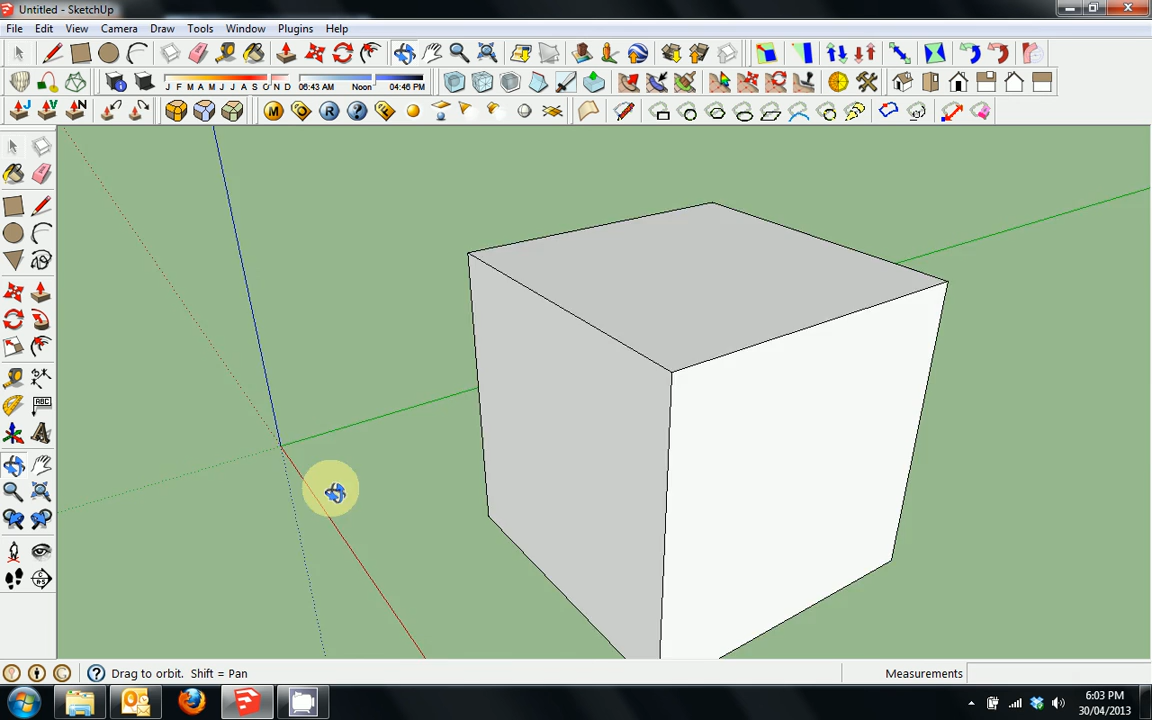 Untitled - SketchUp
File Edit View Camera Draw Tools Window Plugins Help
J F M A M J J A S O N D 06:43 AM Noon 04:46 PM
J V N M O R ? F
ABC
Drag to orbit. Shift = Pan
Measurements
6:03 PM
30/04/2013